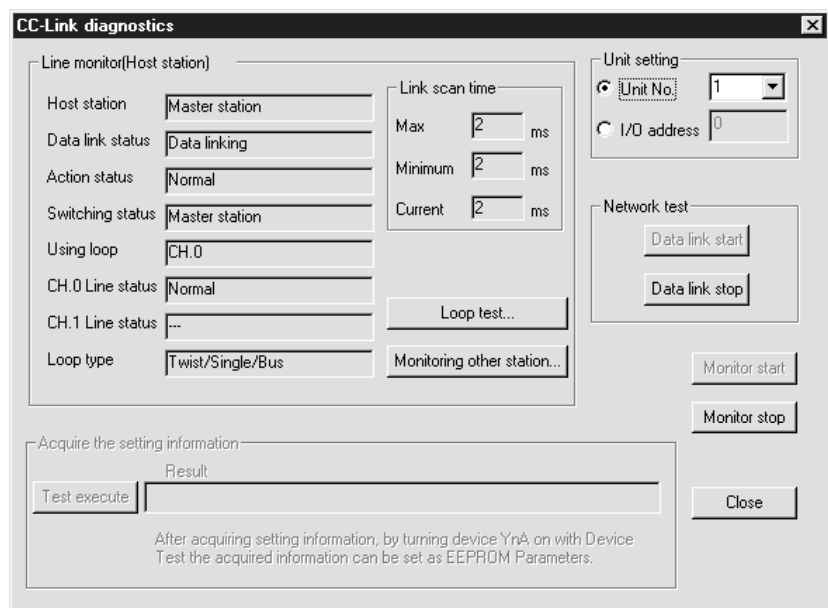 CC-Link diagnostics
Line monitor(Host station)
Host station Master station
Data link status Data linking
Action status Normal
Switching status Master station
Using loop CH.0
CH.0 Line status Normal
CH.1 Line status ---
Loop type Twist/Single/Bus
Link scan time
Max 2 ms
Minimum 2 ms
Current 2 ms
Loop test...
Monitoring other station...
Unit setting
Unit No. 1
I/O address 0
Network test
Data link start
Data link stop
Monitor start
Monitor stop
Close
Acquire the setting information
Result
Test execute
After acquiring setting information, by turning device YnA on with Device
Test the acquired information can be set as EEPROM Parameters.